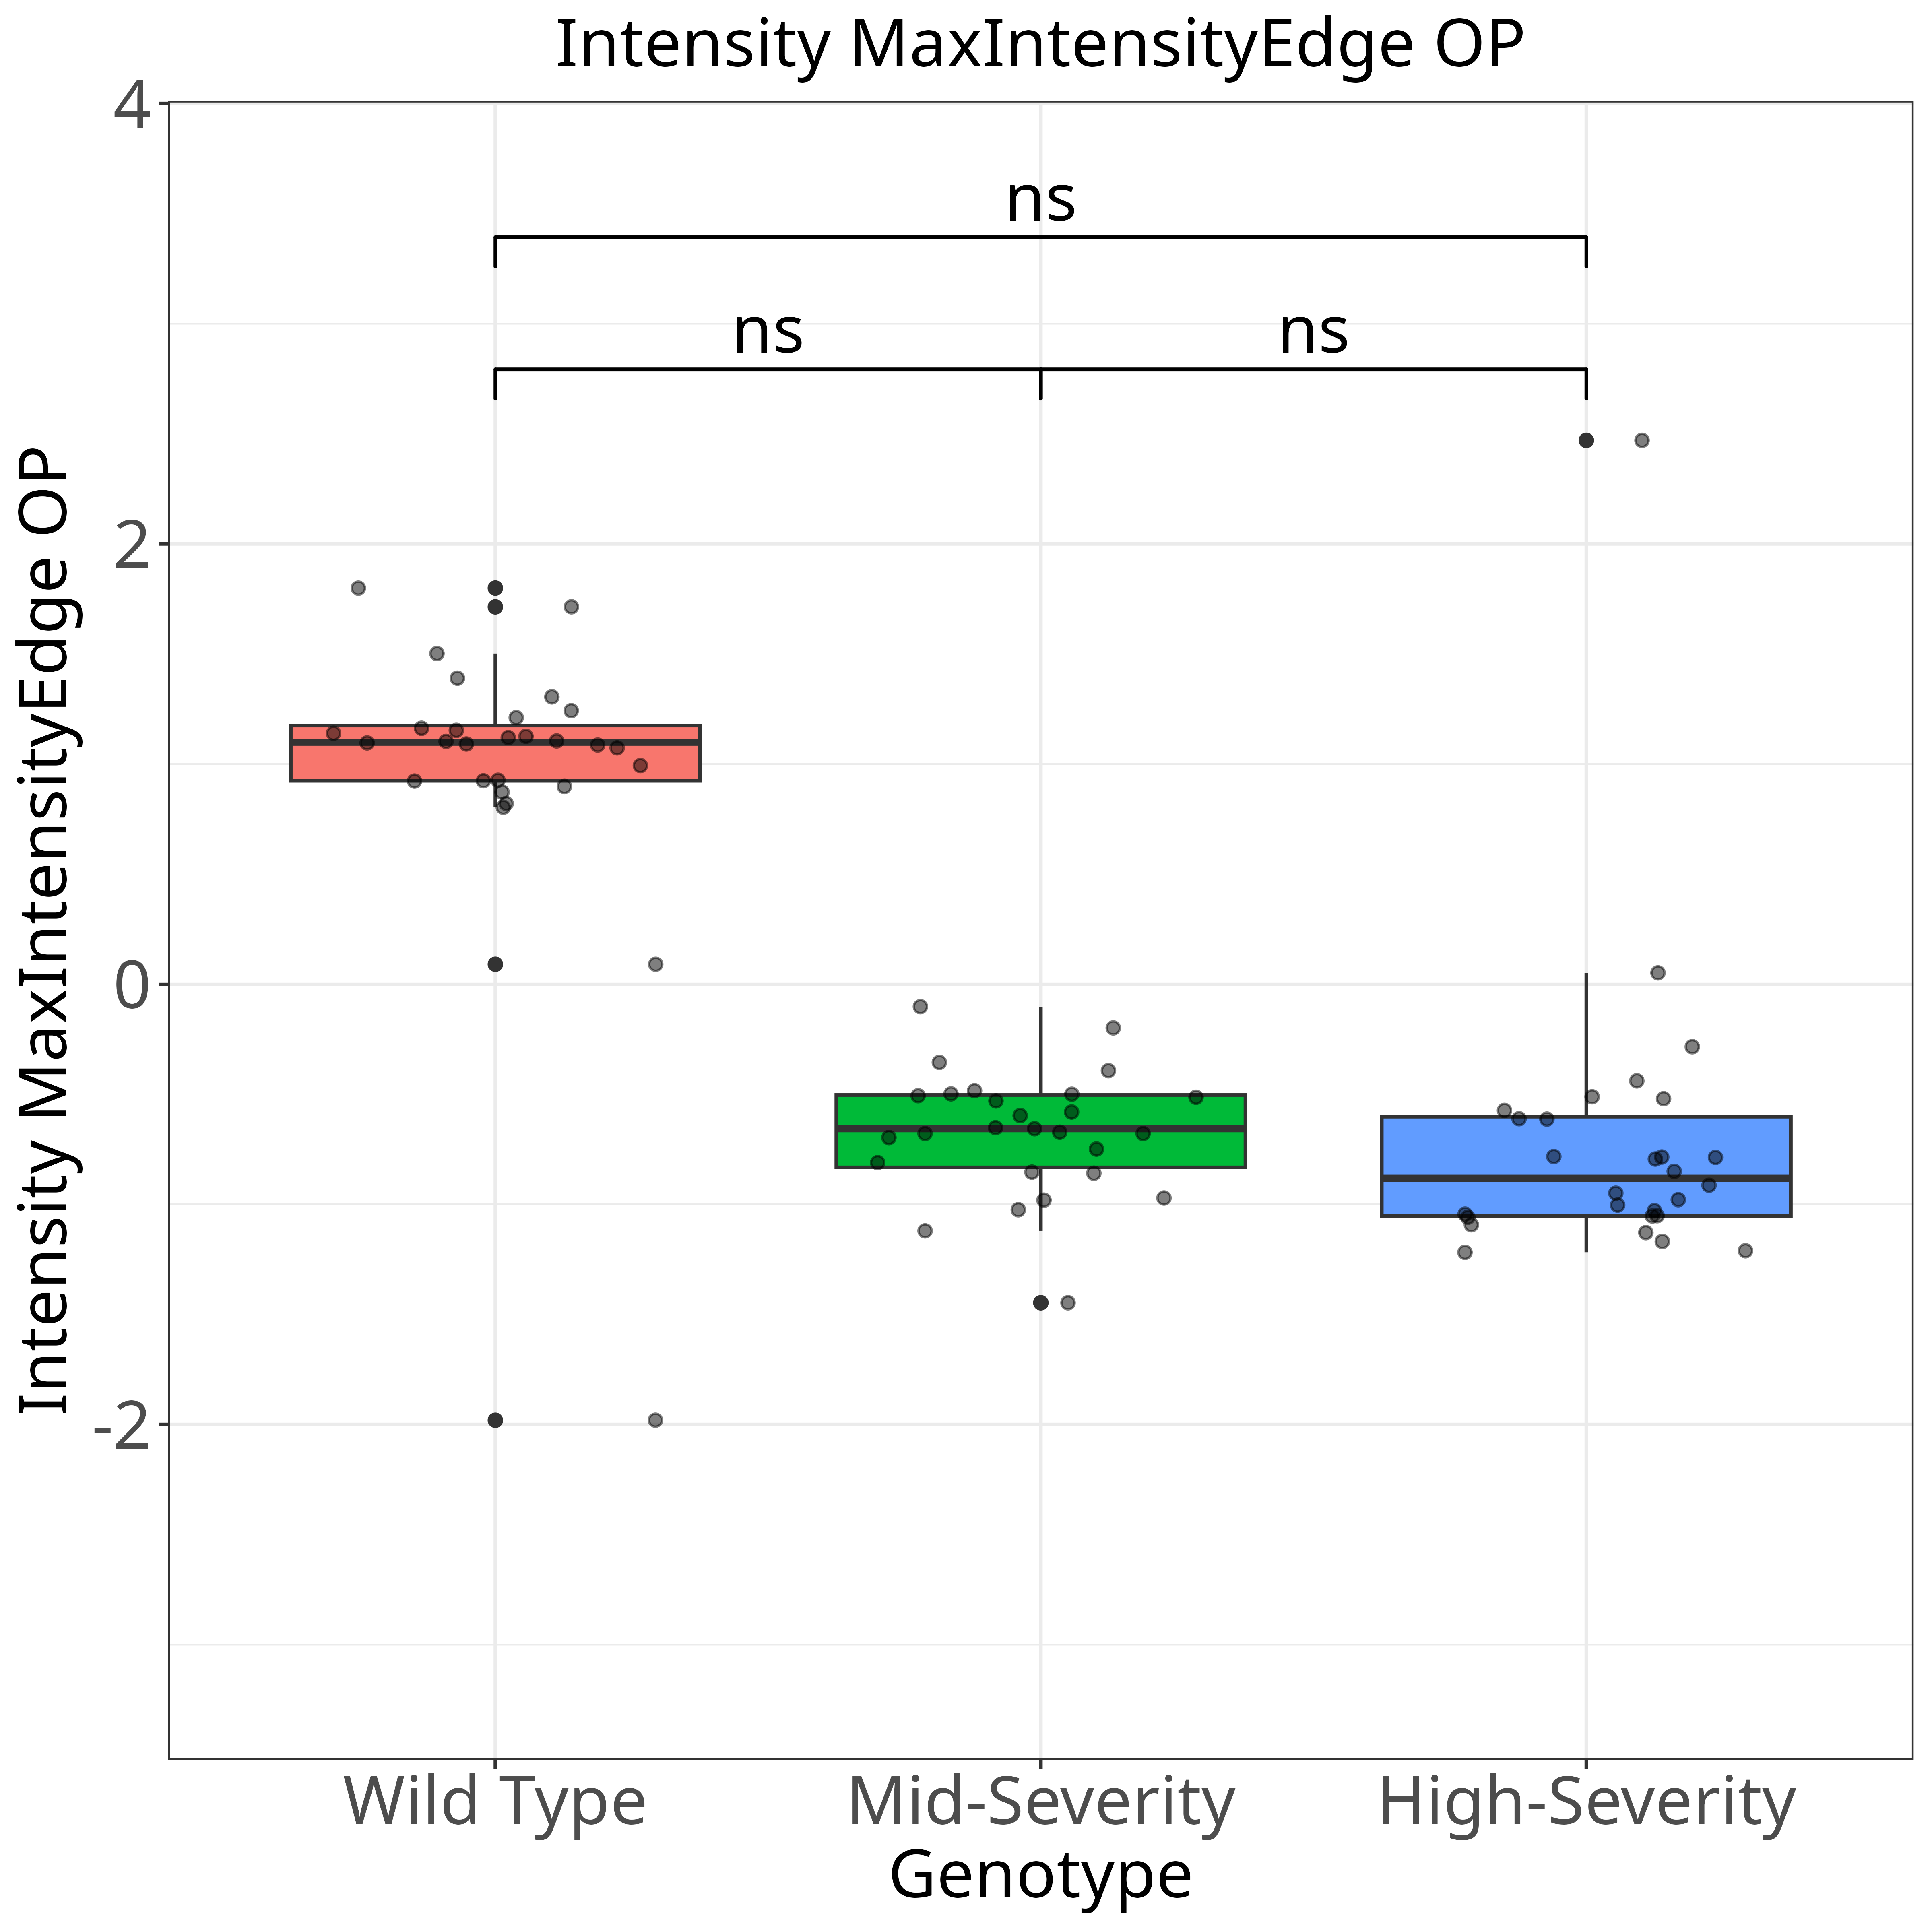 Intensity MaxIntensityEdge OP
4
ns
ns
ns
2
0
-2
Intensity MaxIntensityEdge OP
Wild Type
Mid-Severity
High-Severity
Genotype